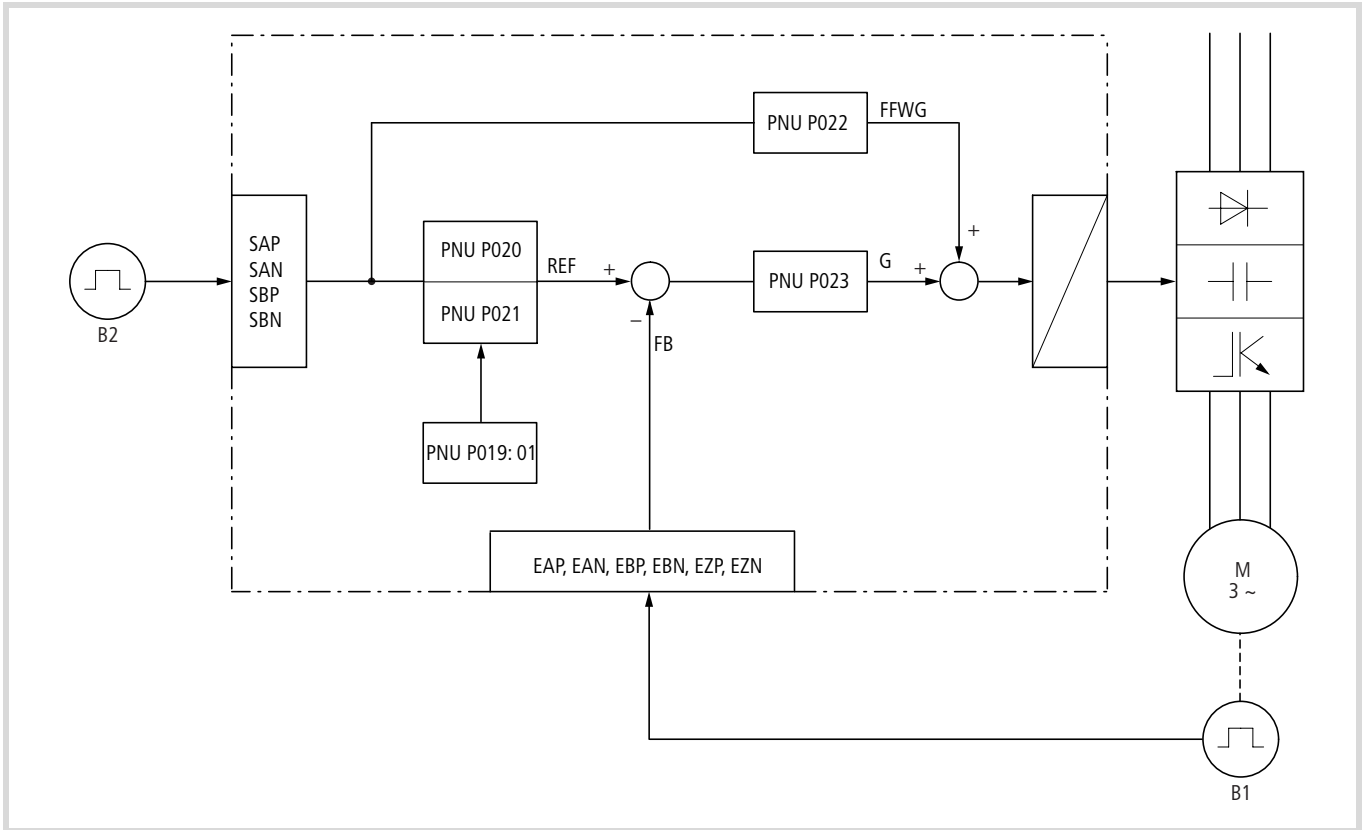 PNU P022
FFWG
+
SAP
SAN
SBP
SBN
B2
PNU P020
PNU P021
REF
+
−
FB
PNU P023
G
+
PNU P019: 01
EAP, EAN, EBP, EBN, EZP, EZN
M
3 ~
B1